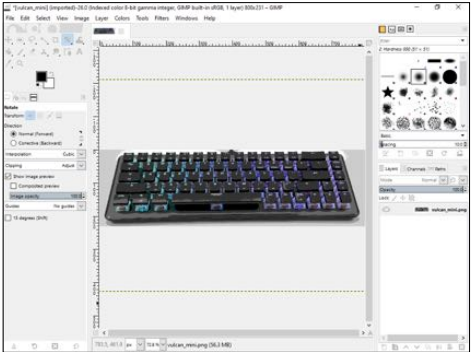 *[vulcan_mini] (imported)-26.0 (Indexed color 8-bit gamma integer, GIMP built-in sRGB, 1 layer) 800x231 – GIMP
File Edit Select View Image Layer Colors Tools Filters Windows Help
Rotate
Transform:
Direction
Normal (Forward)
Corrective (Backward)
Interpolation Cubic
Clipping Adjust
Show image preview
Composited preview
Image opacity 100.0
Guides No guides
15 degrees (Shift)
px
vulcan_mini.png (56.3 MB)
2. Hardness 050 (51 × 51)
Basic
Spacing 10.0
Layers Channels Paths
Mode Normal
Opacity 100.0
Lock:
vulcan_mini.png